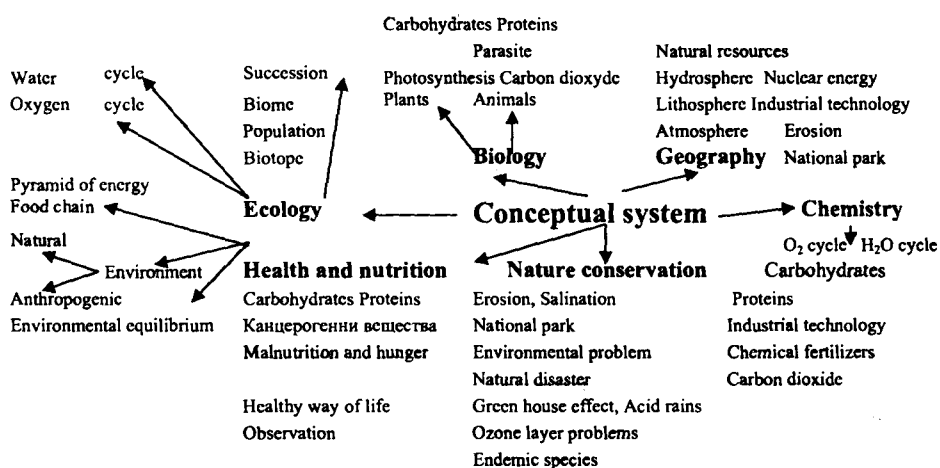 Carbohydrates Proteins
Parasite
Photosynthesis Carbon dioxyde
Plants Animals
Biology
Natural resources
Hydrosphere Nuclear energy
Lithosphere Industrial technology
Atmosphere Erosion
Geography National park
Water cycle
Oxygen cycle
Succession
Biome
Population
Biotope
Pyramid of energy
Food chain
Ecology
Conceptual system
Chemistry
O₂ cycle H₂O cycle
Carbohydrates
Proteins
Industrial technology
Chemical fertilizers
Carbon dioxide
Natural
Environment
Anthropogenic
Environmental equilibrium
Health and nutrition
Carbohydrates Proteins
Канцерогенни вещества
Malnutrition and hunger
Healthy way of life
Observation
Nature conservation
Erosion, Salination
National park
Environmental problem
Natural disaster
Green house effect, Acid rains
Ozone layer problems
Endemic species